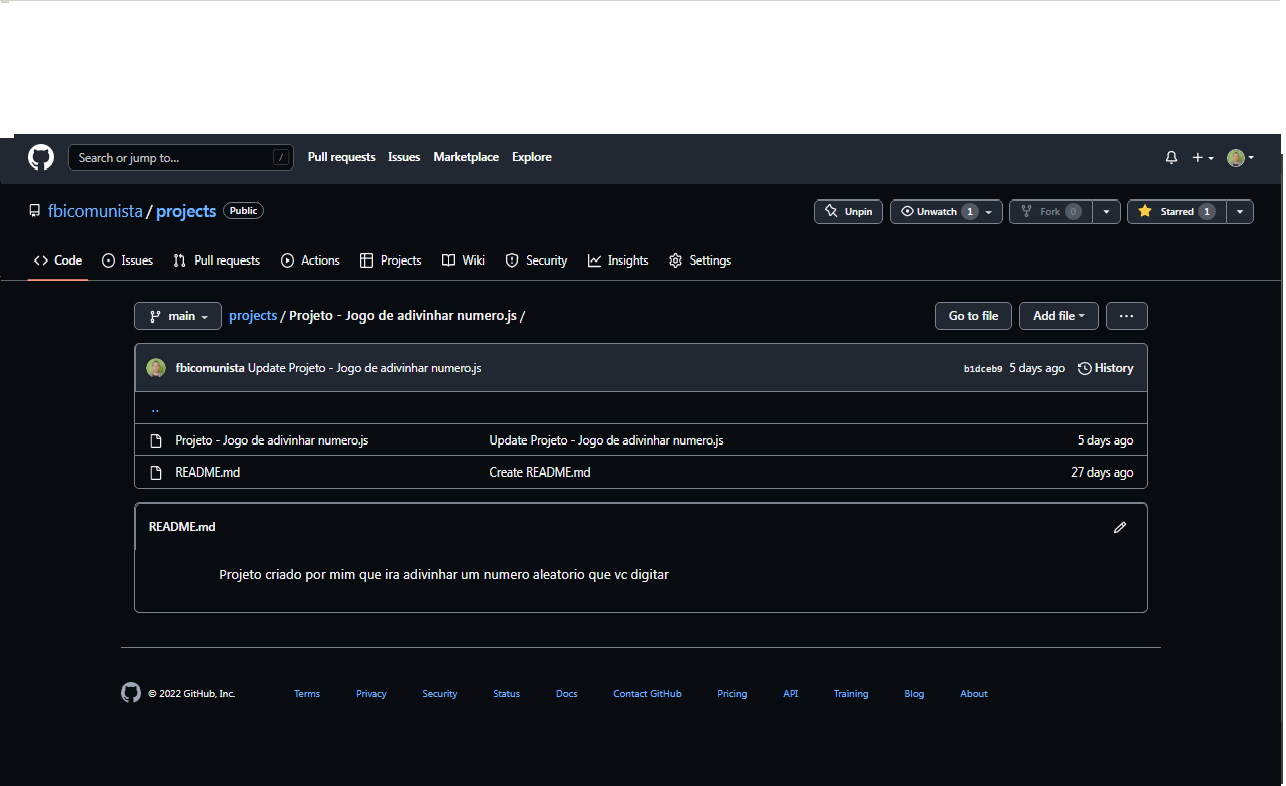 Search or jump to... / Pull requests Issues Marketplace Explore
fbicomunista / projects Public Unpin Unwatch 1 Fork 0 Starred 1
Code Issues Pull requests Actions Projects Wiki Security Insights Settings
main projects / Projeto - Jogo de adivinhar numero.js / Go to file Add file ...
fbicomunista Update Projeto - Jogo de adivinhar numero.js b1dceb9 5 days ago History
..
Projeto - Jogo de adivinhar numero.js Update Projeto - Jogo de adivinhar numero.js 5 days ago
README.md Create README.md 27 days ago
README.md
Projeto criado por mim que ira adivinhar um numero aleatorio que vc digitar
© 2022 GitHub, Inc. Terms Privacy Security Status Docs Contact GitHub Pricing API Training Blog About